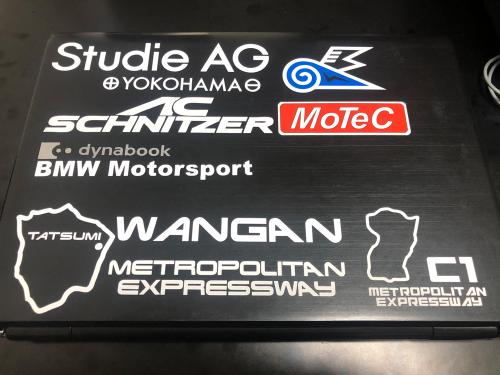 Studie AG
⊕YOKOHAMA⊖
AC
SCHNITZER
MoTeC
dynabook
BMW Motorsport
TATSUMI
WANGAN
METROPOLITAN
EXPRESSWAY
C1
METROPOLITAN
EXPRESSWAY